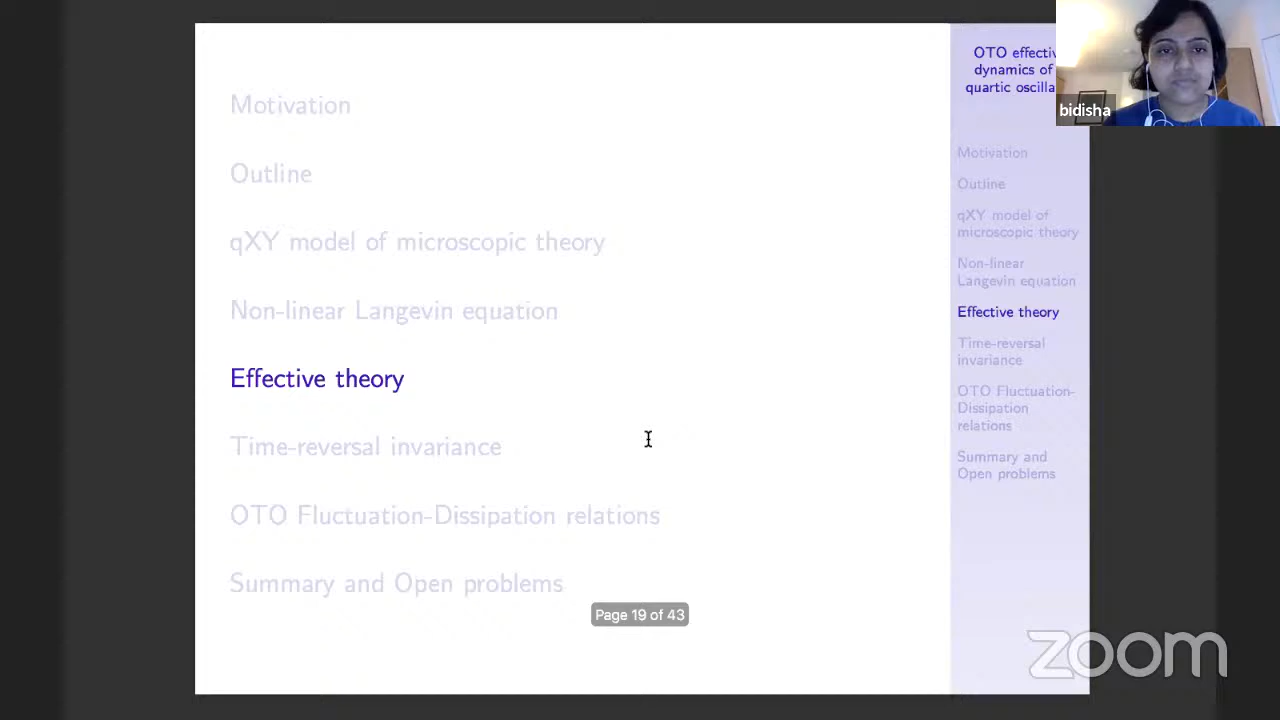 Motivation
Outline
qXY model of microscopic theory
Non-linear Langevin equation
Effective theory
Time-reversal invariance
OTO Fluctuation-Dissipation relations
Summary and Open problems
Page 19 of 43
OTO effectiv
dynamics of
quartic oscilla
bidisha
Motivation
Outline
qXY model of
microscopic theory
Non-linear
Langevin equation
Effective theory
Time-reversal
invariance
OTO Fluctuation-
Dissipation
relations
Summary and
Open problems
zoom